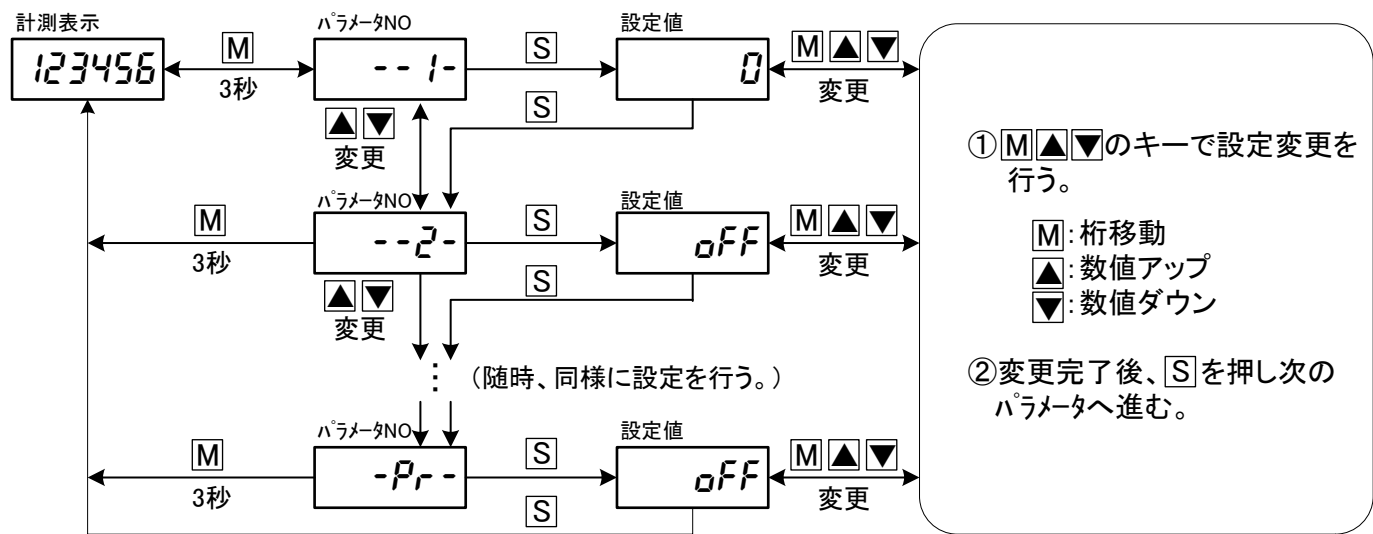 計測表示
123456
M
3秒
ﾊﾟﾗﾒｰﾀNO
--1-
S
設定値
0
M▲▼
変更
S
▲▼
変更
ﾊﾟﾗﾒｰﾀNO
--2-
M
3秒
S
設定値
oFF
M▲▼
変更
S
▲▼
変更
⋮
(随時、同様に設定を行う。)
ﾊﾟﾗﾒｰﾀNO
-Pr-
M
3秒
S
設定値
oFF
M▲▼
変更
S
①M▲▼のキーで設定変更を
行う。
M:桁移動
▲:数値アップ
▼:数値ダウン
②変更完了後、Sを押し次の
ﾊﾟﾗﾒｰﾀへ進む。